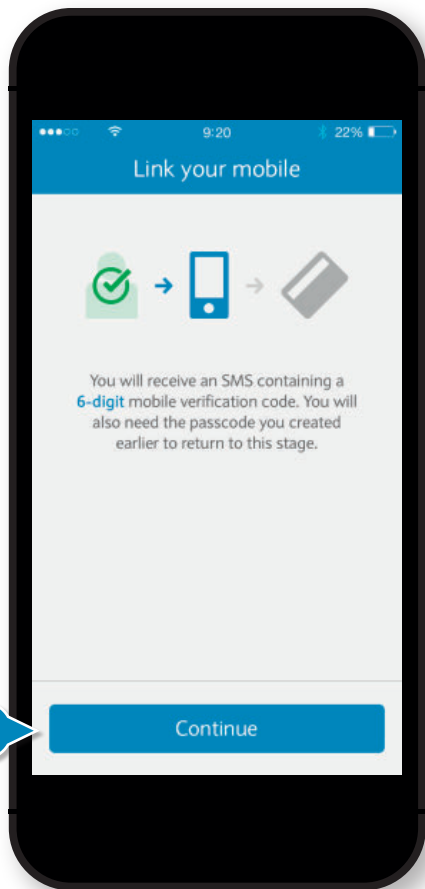 9:20
22%
Link your mobile
You will receive an SMS containing a
6-digit mobile verification code. You will
also need the passcode you created
earlier to return to this stage.
Continue